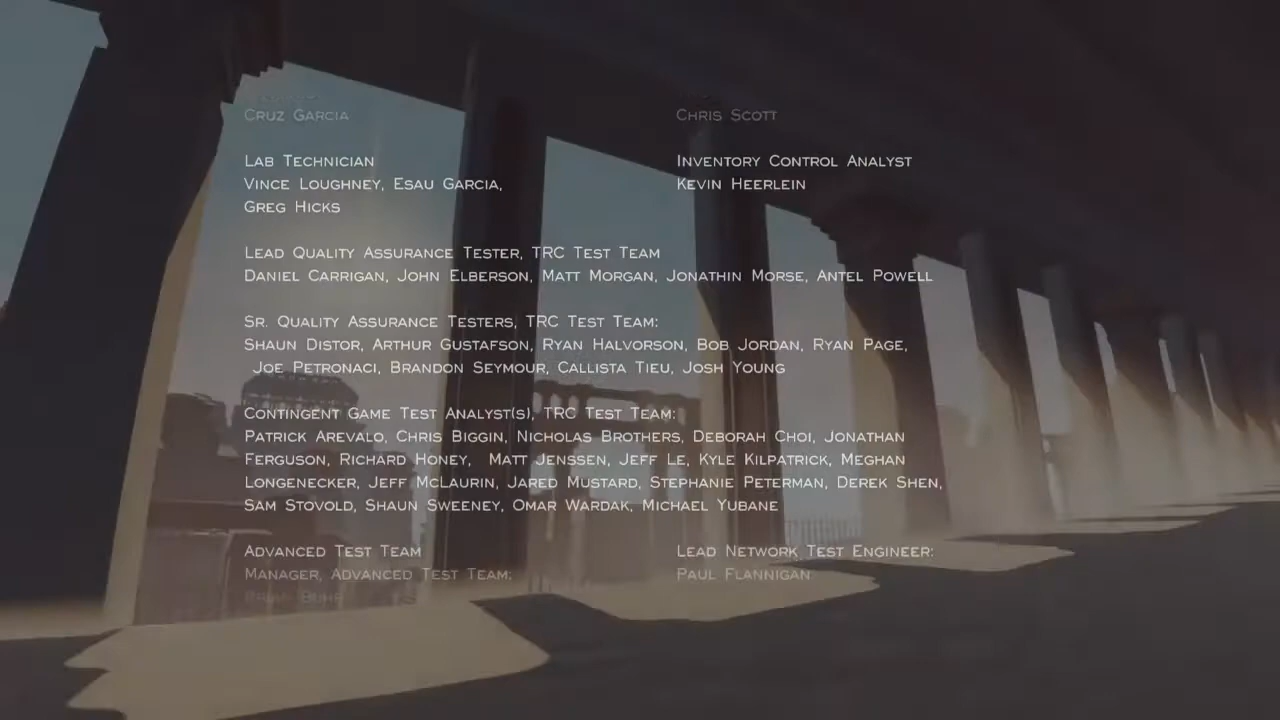 Cruz Garcia
Chris Scott
Lab Technician
Inventory Control Analyst
Vince Loughney, Esau Garcia,
Kevin Heerlein
Greg Hicks
Lead Quality Assurance Tester, TRC Test Team
Daniel Carrigan, John Elberson, Matt Morgan, Jonathin Morse, Antel Powell
Sr. Quality Assurance Testers, TRC Test Team:
Shaun Distor, Arthur Gustafson, Ryan Halvorson, Bob Jordan, Ryan Page,
Joe Petronaci, Brandon Seymour, Callista Tieu, Josh Young
Contingent Game Test Analyst(s), TRC Test Team:
Patrick Arevalo, Chris Biggin, Nicholas Brothers, Deborah Choi, Jonathan
Ferguson, Richard Honey, Matt Jenssen, Jeff Le, Kyle Kilpatrick, Meghan
Longenecker, Jeff McLaurin, Jared Mustard, Stephanie Peterman, Derek Shen,
Sam Stovold, Shaun Sweeney, Omar Wardak, Michael Yubane
Advanced Test Team
Lead Network Test Engineer:
Manager, Advanced Test Team:
Paul Flannigan